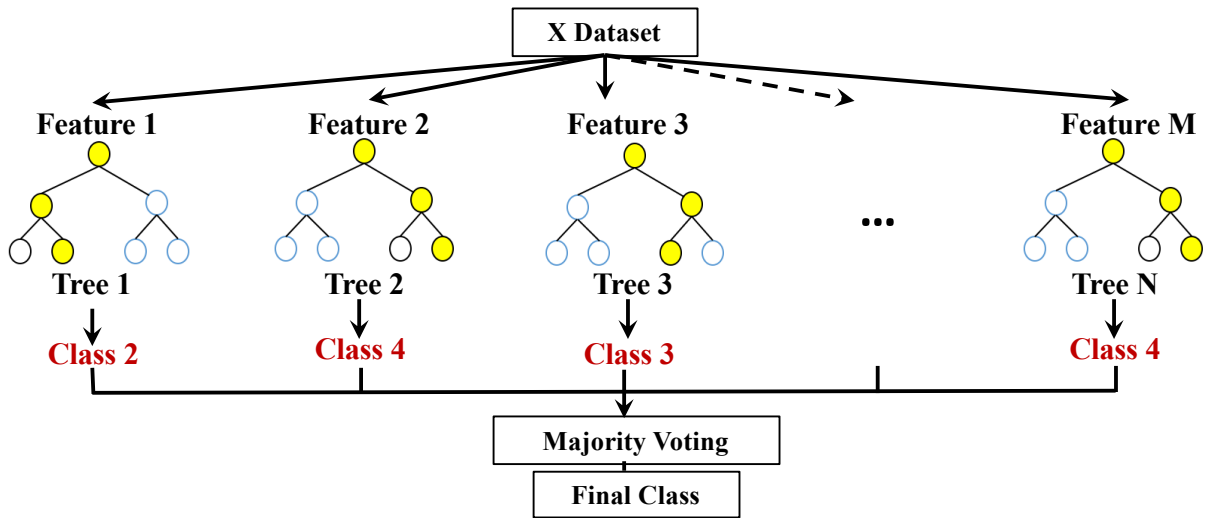 X Dataset
Feature 1
Feature 2
Feature 3
Feature M
...
Tree 1
Tree 2
Tree 3
Tree N
Class 2
Class 4
Class 3
Class 4
Majority Voting
Final Class